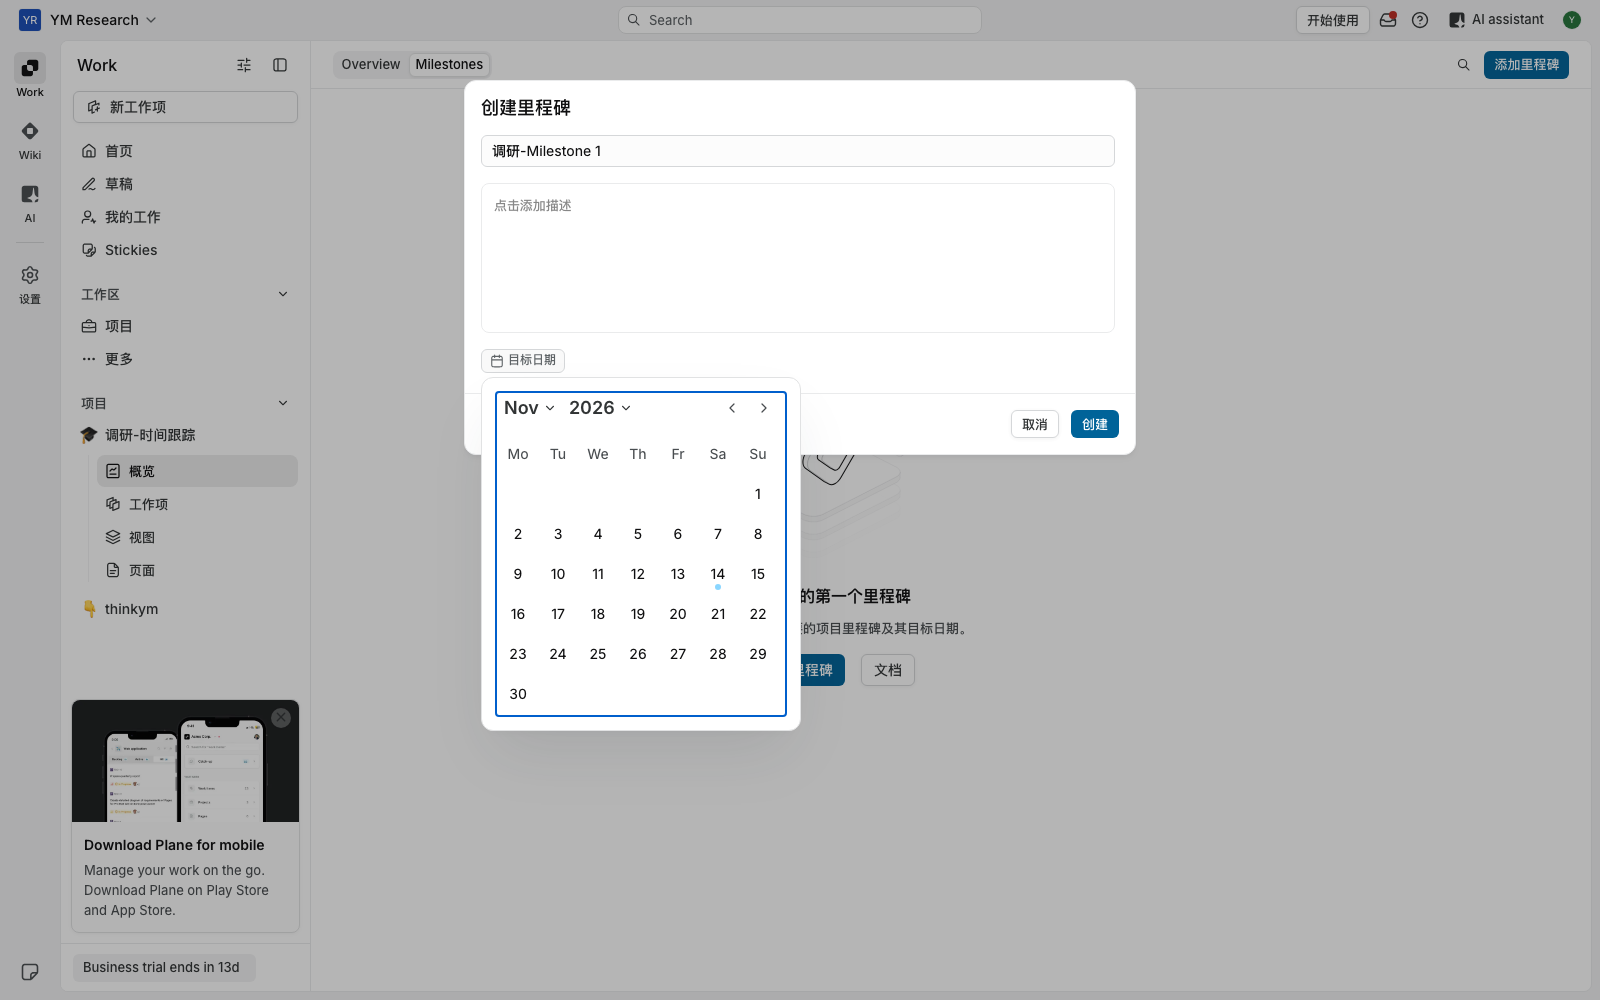 YR YM Research
Search
开始使用
AI assistant
Y
Work
Wiki
AI
设置
Work
新工作项
首页
草稿
我的工作
Stickies
工作区
项目
更多
项目
调研-时间跟踪
概览
工作项
视图
页面
thinkym
Download Plane for mobile
Manage your work on the go.
Download Plane on Play Store
and App Store.
Business trial ends in 13d
Overview Milestones
添加里程碑
创建里程碑
调研-Milestone 1
点击添加描述
目标日期
取消 创建
Nov 2026
Mo Tu We Th Fr Sa Su
1
2 3 4 5 6 7 8
9 10 11 12 13 14 15
16 17 18 19 20 21 22
23 24 25 26 27 28 29
30
的第一个里程碑
的项目里程碑及其目标日期。
程碑 文档